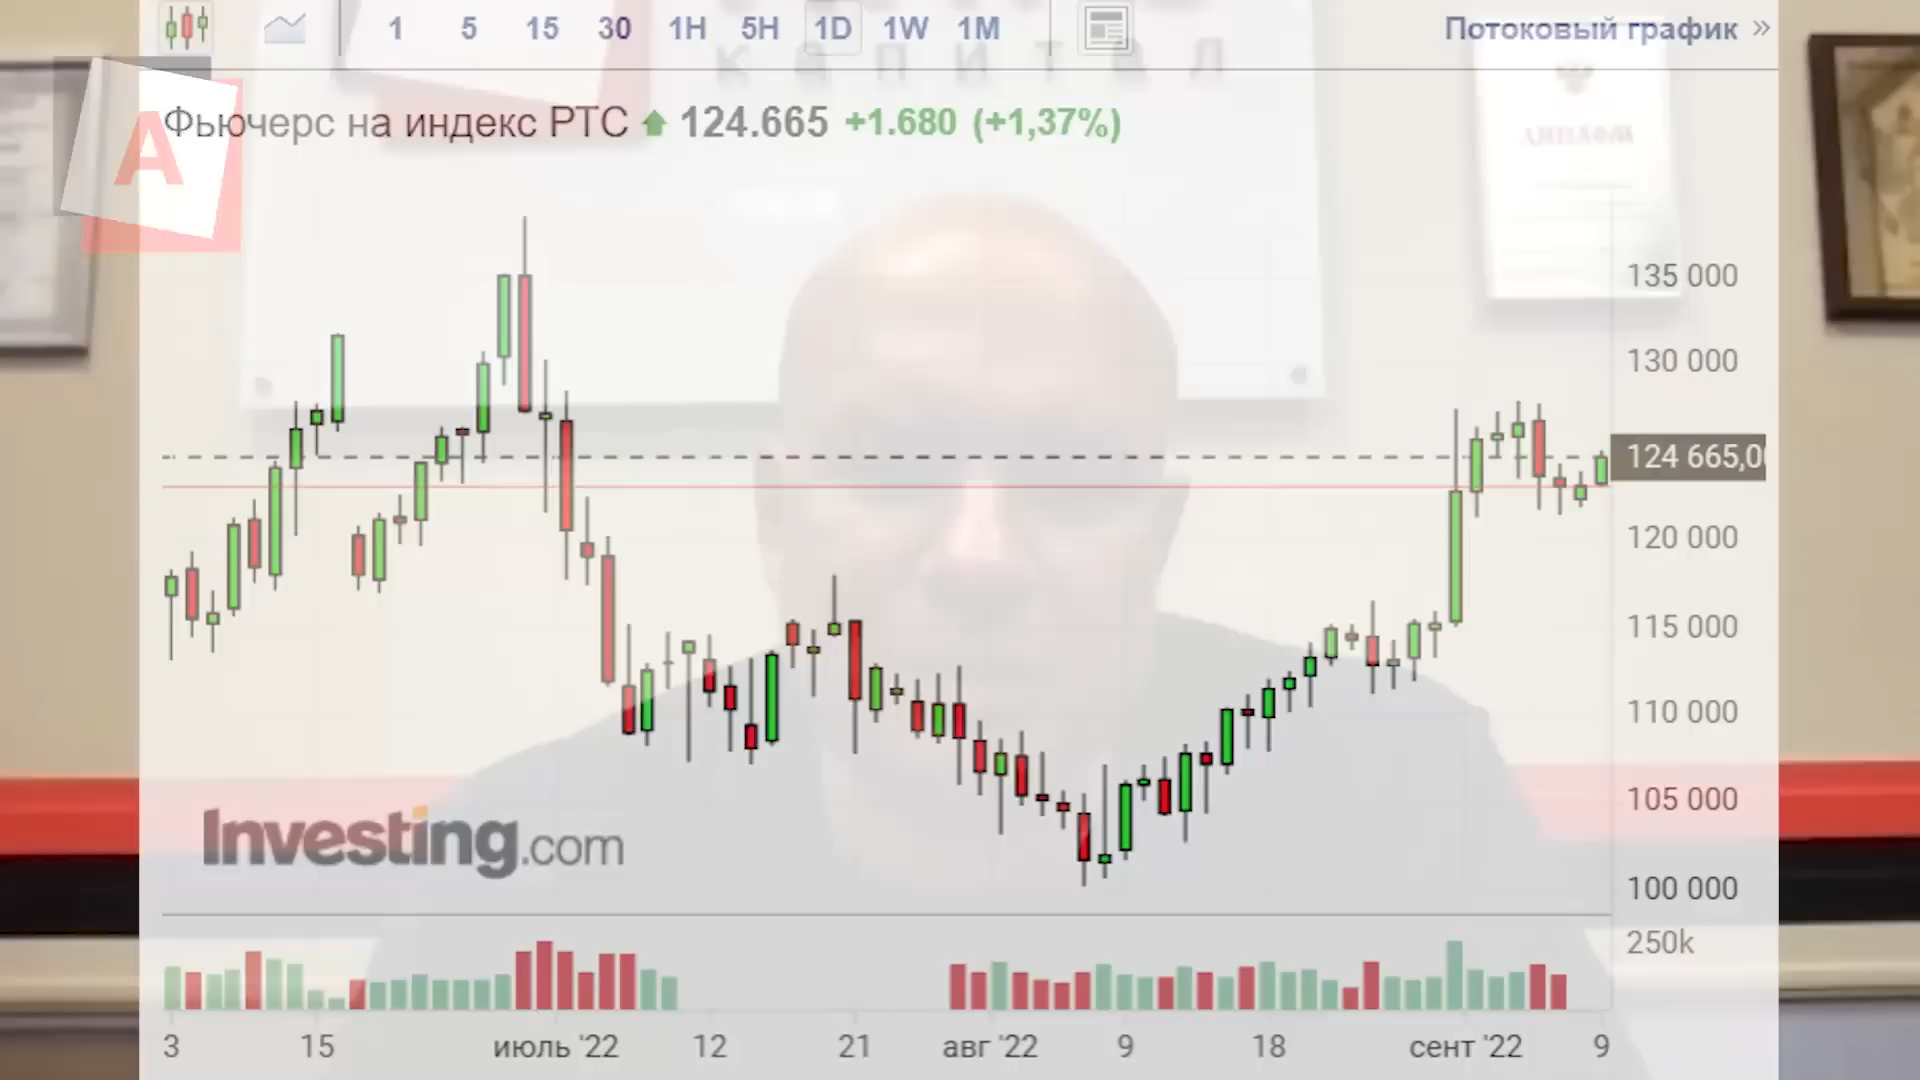 1 5 15 30 1H 5H 1D 1W 1M Потоковый график »
капитал
A
Фьючерс на индекс РТС 124.665 +1.680 (+1,37%)
ДИПЛОМ
135 000
130 000
124 665,0
120 000
115 000
110 000
105 000
100 000
Investing.com
250k
3 15 июль '22 12 21 авг '22 9 18 сент '22 9